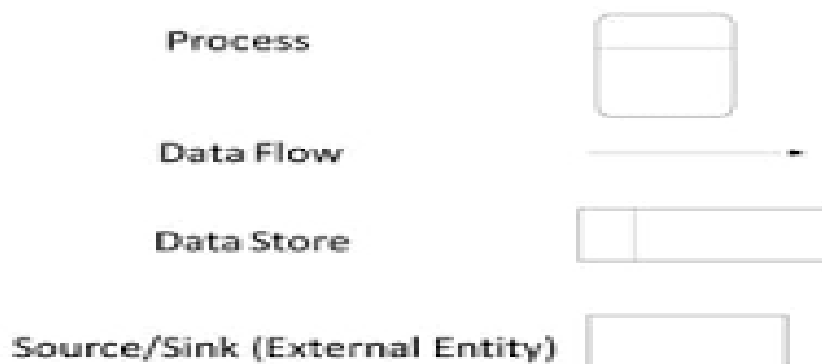 Process
Data Flow
Data Store
Source/Sink (External Entity)